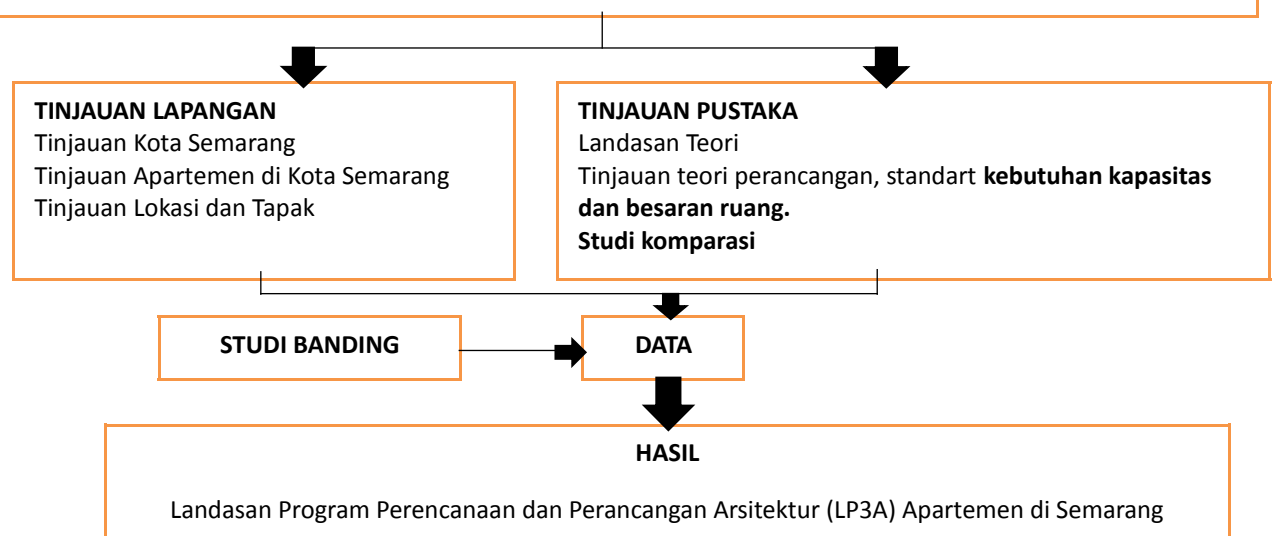 TINJAUAN LAPANGAN
Tinjauan Kota Semarang
Tinjauan Apartemen di Kota Semarang
Tinjauan Lokasi dan Tapak
TINJAUAN PUSTAKA
Landasan Teori
Tinjauan teori perancangan, standart kebutuhan kapasitas
dan besaran ruang.
Studi komparasi
STUDI BANDING
DATA
HASIL
Landasan Program Perencanaan dan Perancangan Arsitektur (LP3A) Apartemen di Semarang